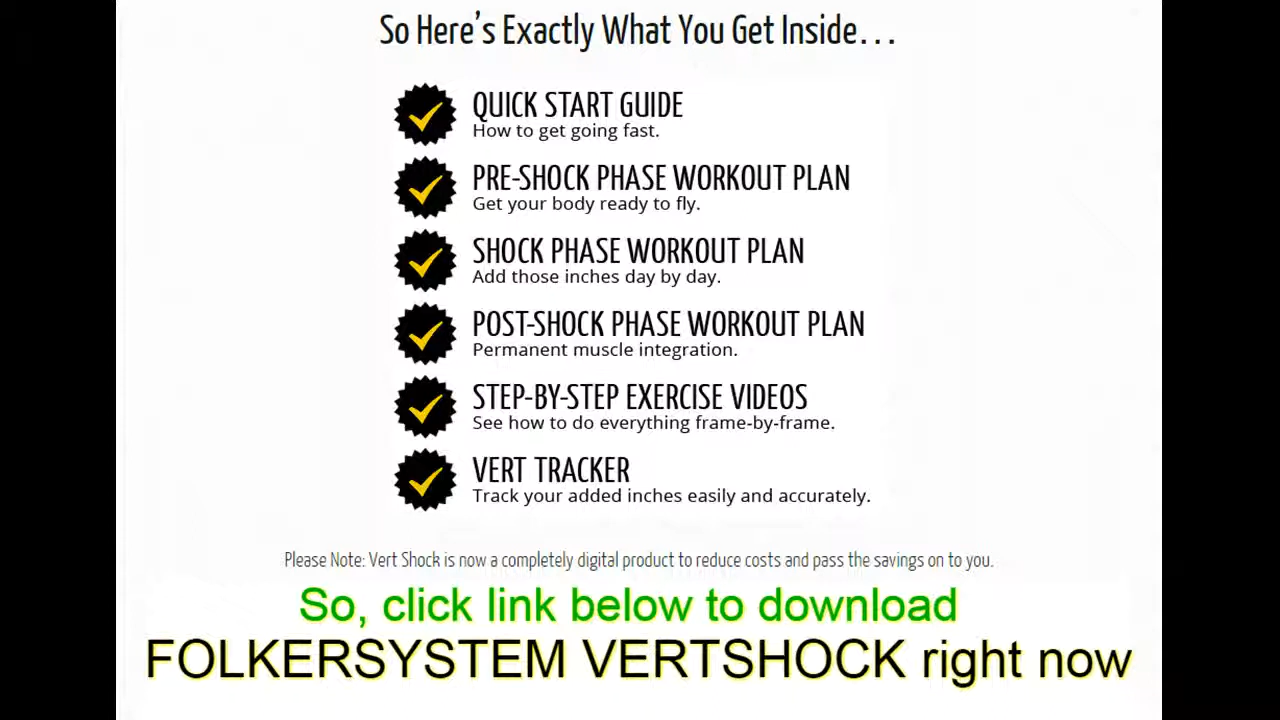 So Here’s Exactly What You Get Inside…
QUICK START GUIDE
How to get going fast.
PRE-SHOCK PHASE WORKOUT PLAN
Get your body ready to fly.
SHOCK PHASE WORKOUT PLAN
Add those inches day by day.
POST-SHOCK PHASE WORKOUT PLAN
Permanent muscle integration.
STEP-BY-STEP EXERCISE VIDEOS
See how to do everything frame-by-frame.
VERT TRACKER
Track your added inches easily and accurately.
Please Note: Vert Shock is now a completely digital product to reduce costs and pass the savings on to you.
So, click link below to download
FOLKERSYSTEM VERTSHOCK right now